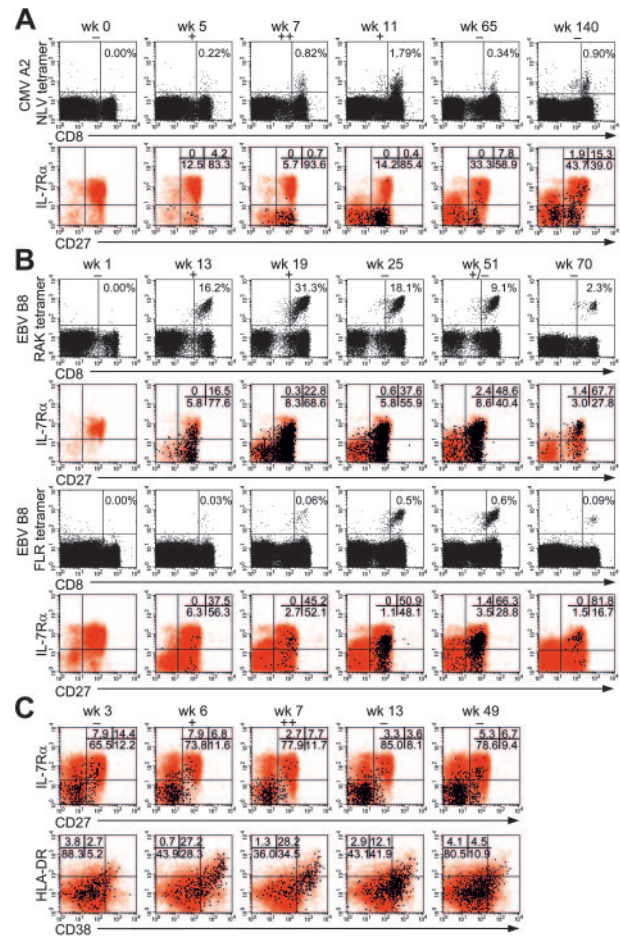 A
wk 0 wk 5 wk 7 wk 11 wk 65 wk 140
– + ++ + – –
CMV A2
NLV tetramer
0.00% 0.22% 0.82% 1.79% 0.34% 0.90%
CD8
IL-7Rα
0 4.2 0 0.7 0 0.4 0 7.8 1.9 15.3
12.5 83.3 5.7 93.6 14.2 85.4 33.3 58.9 43.7 39.0
CD27
B
wk 1 wk 13 wk 19 wk 25 wk 51 wk 70
– + + – +/– –
EBV B8
RAK tetramer
0.00% 16.2% 31.3% 18.1% 9.1% 2.3%
CD8
IL-7Rα
0 16.5 0.3 22.8 0.6 37.6 2.4 48.6 1.4 67.7
5.8 77.6 8.3 68.6 5.8 55.9 8.6 40.4 3.0 27.8
CD27
EBV B8
FLR tetramer
0.00% 0.03% 0.06% 0.5% 0.6% 0.09%
CD8
IL-7Rα
0 37.5 0 45.2 0 50.9 1.4 66.3 0 81.8
6.3 56.3 2.7 52.1 1.1 48.1 3.5 28.8 1.5 16.7
CD27
C
wk 3 wk 6 wk 7 wk 13 wk 49
– + ++ – –
IL-7Rα
7.9 14.4 7.9 6.8 2.7 7.7 3.3 3.6 5.3 6.7
65.5 12.2 73.8 11.6 77.9 11.7 85.0 8.1 78.6 9.4
CD27
HLA-DR
3.8 2.7 0.7 27.2 1.3 28.2 2.9 12.1 4.1 4.5
88.3 5.2 43.9 28.3 36.0 34.5 43.1 41.9 80.5 10.9
CD38